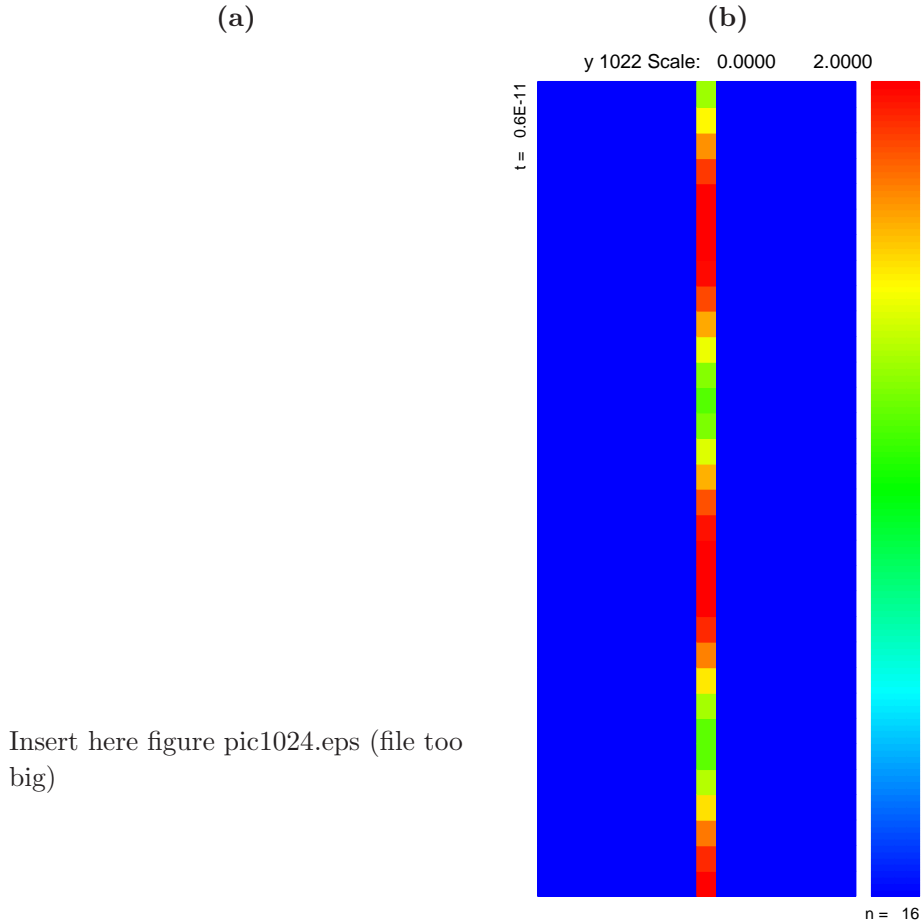 (a)
(b)
y 1022 Scale: 0.0000 2.0000
t = 0.6E-11
Insert here figure pic1024.eps (file too
big)
n = 16